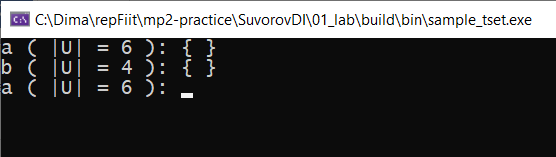 C:\Dima\repFiit\mp2-practice\SuvorovDI\01_lab\build\bin\sample_tset.exe
a ( |U| = 6 ): { }
b ( |U| = 4 ): { }
a ( |U| = 6 ):